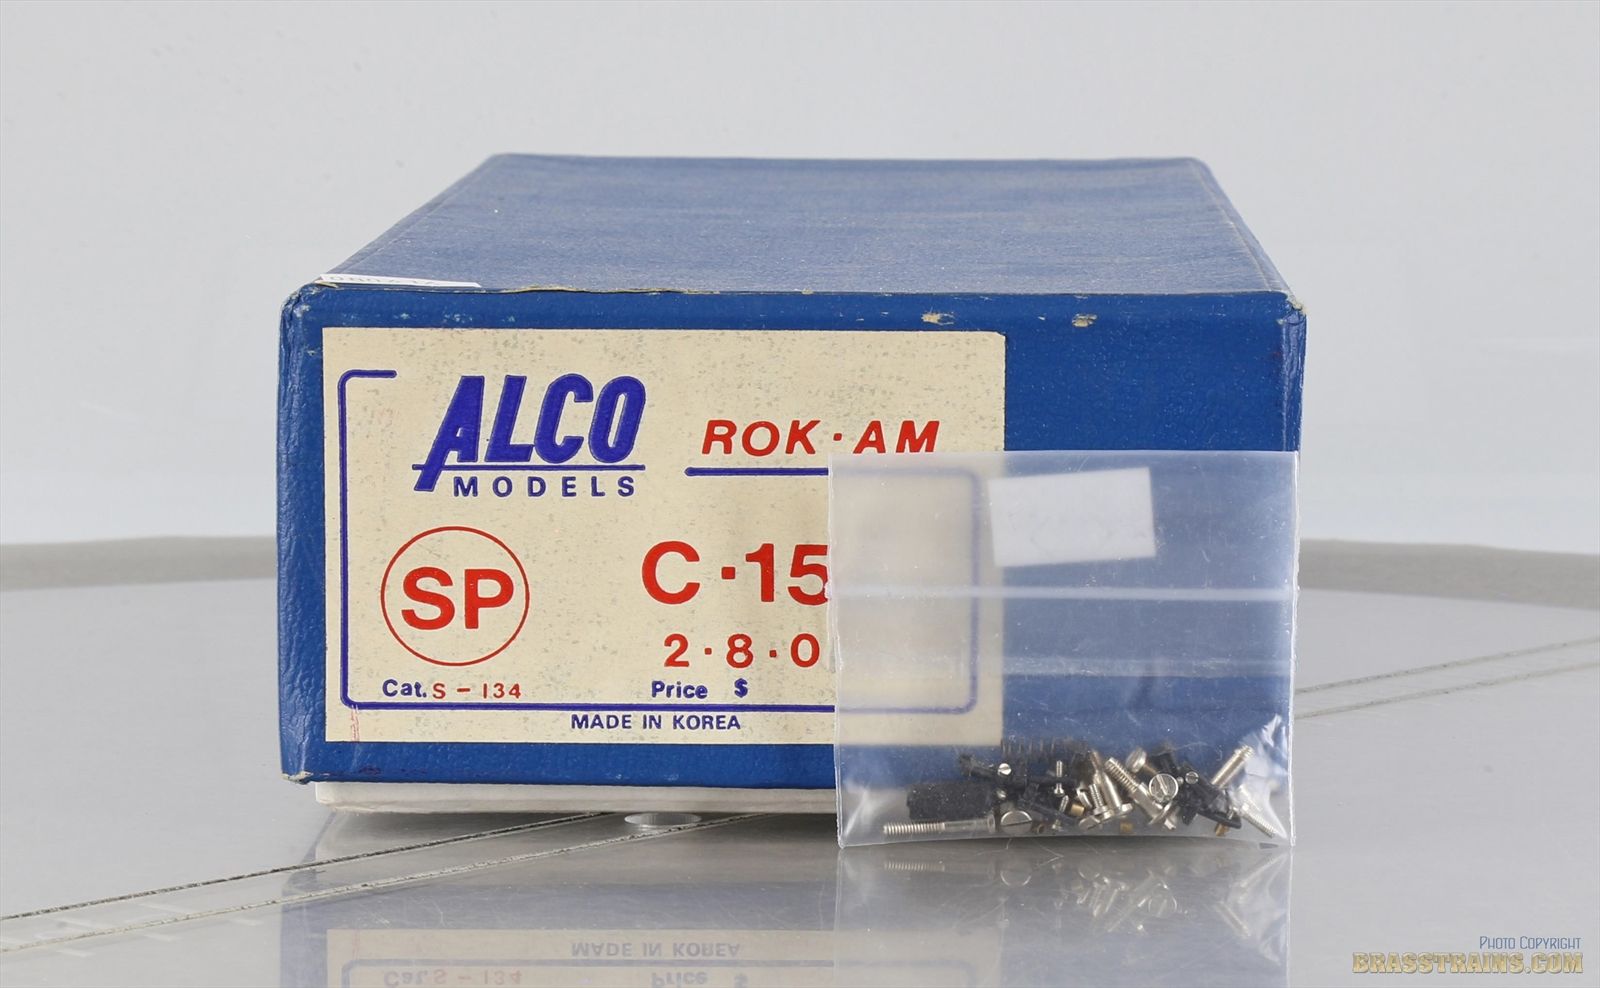 ALCO
MODELS
ROK·AM
SP
C·15
2·8·0
Cat. S-134
Price $
MADE IN KOREA
PHOTO COPYRIGHT
BRASSTRAINS.COM